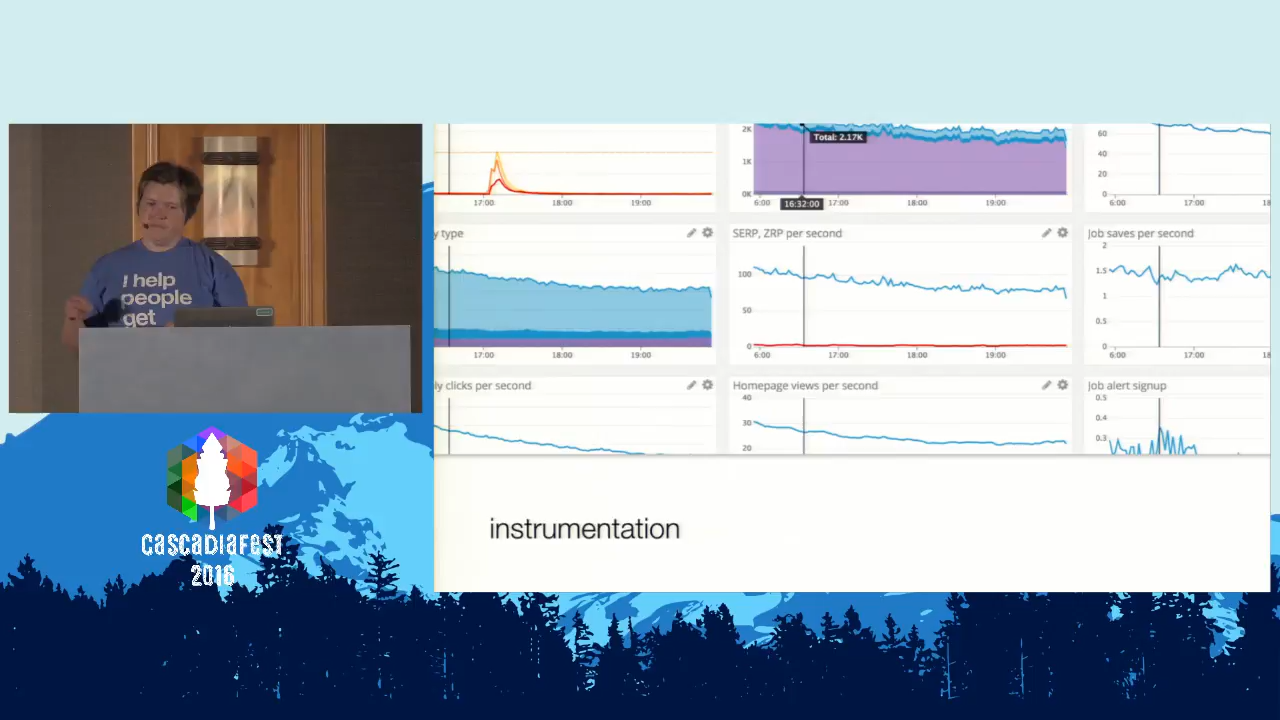 I help
people
get
CascadiaFest
2016
17:00
18:00
19:00
2K
1K
0K
Total: 2.17K
6:00
16:32:00
17:00
18:00
19:00
60
40
20
0
6:00
17:00
18
y type
17:00
18:00
19:00
SERP, ZRP per second
100
50
0
6:00
17:00
18:00
19:00
Job saves per second
2
1.5
1
0.5
0
6:00
17:00
18
ly clicks per second
Homepage views per second
40
30
20
Job alert signup
0.5
0.4
0.3
instrumentation